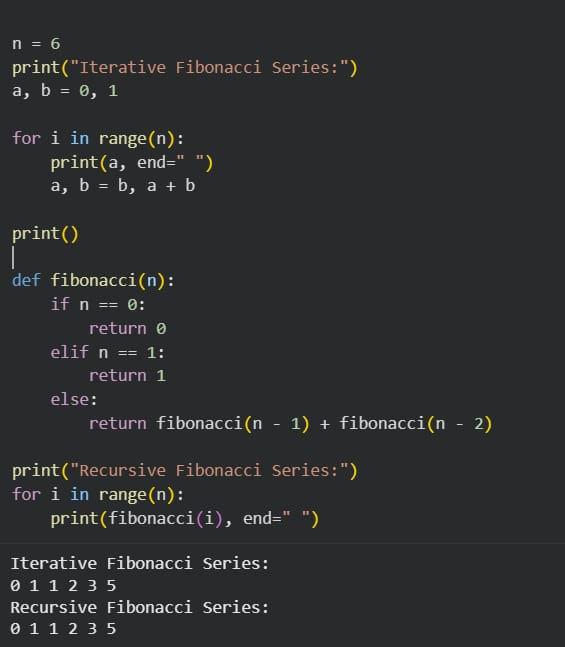 n = 6
print("Iterative Fibonacci Series:")
a, b = 0, 1
for i in range(n):
    print(a, end=" ")
    a, b = b, a + b
print()
def fibonacci(n):
    if n == 0:
        return 0
    elif n == 1:
        return 1
    else:
        return fibonacci(n - 1) + fibonacci(n - 2)
print("Recursive Fibonacci Series:")
for i in range(n):
    print(fibonacci(i), end=" ")
Iterative Fibonacci Series:
0 1 1 2 3 5
Recursive Fibonacci Series:
0 1 1 2 3 5